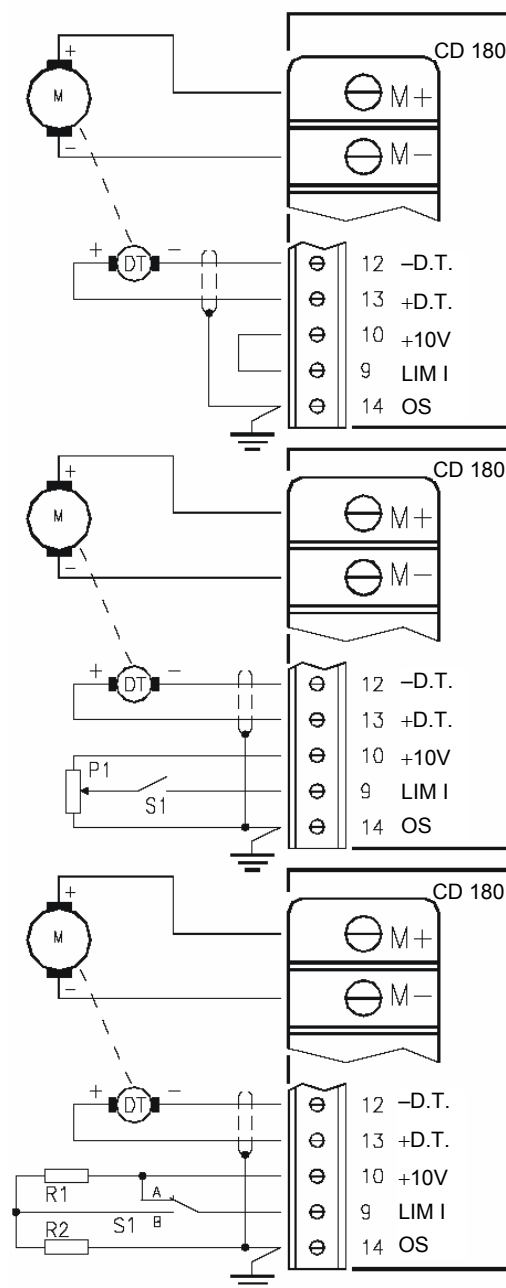 CD 180
+
M
M+
-
M-
+ DT -
12 -D.T.
13 +D.T.
10 +10V
9 LIM I
14 OS
CD 180
+
M
M+
-
M-
+ DT -
12 -D.T.
13 +D.T.
10 +10V
P1
S1
9 LIM I
14 OS
CD 180
+
M
M+
-
M-
+ DT -
12 -D.T.
13 +D.T.
10 +10V
R1
A
S1 B
9 LIM I
R2
14 OS